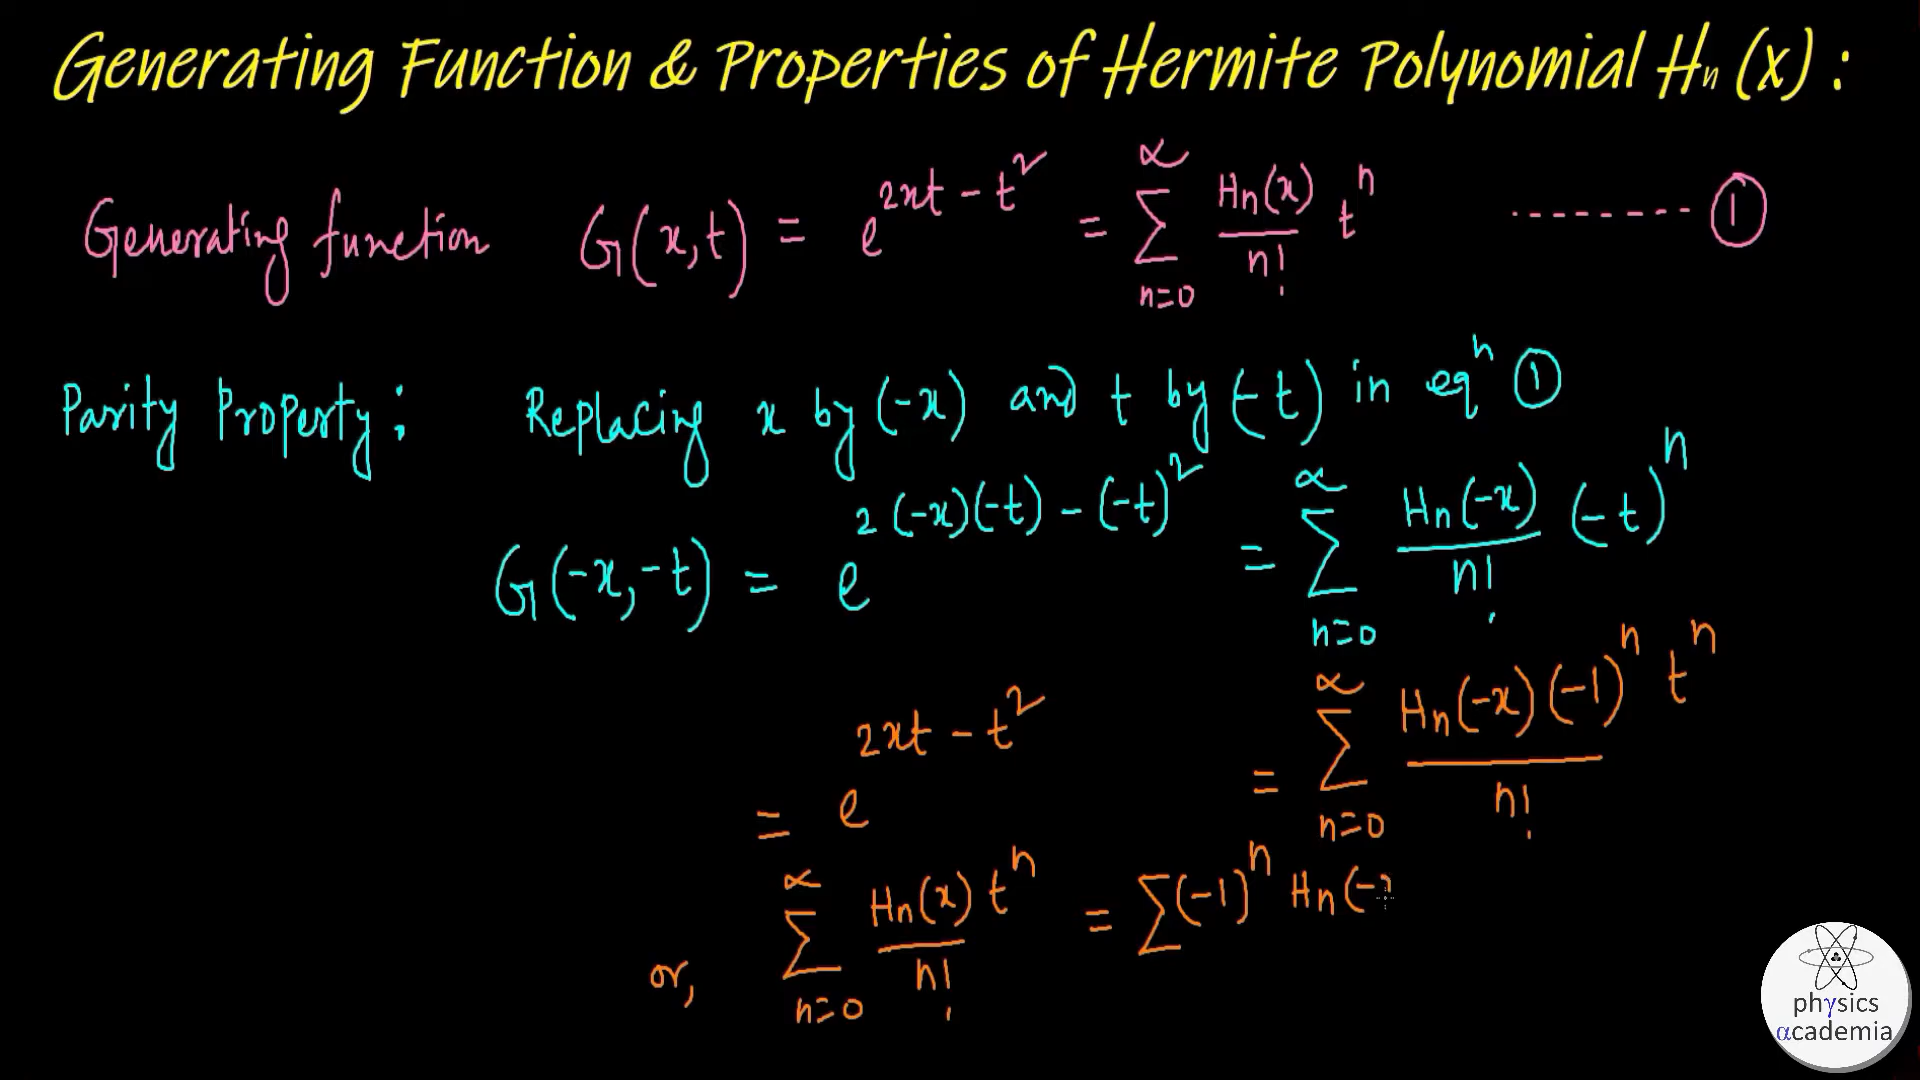 Generating Function & Properties of Hermite Polynomial Hₙ (x) :
Generating function G(x,t) = e^{2xt - t^2} = ∑_{n=0}^{∝} Hn(x)/n! t^n -------- ①
Parity Property: Replacing x by (-x) and t by (-t) in eq^n ①
G(-x,-t) = e^{2(-x)(-t) - (-t)^2} = ∑_{n=0}^{∝} Hn(-x)/n! (-t)^n
= e^{2xt - t^2} = ∑_{n=0}^{∝} Hn(-x)(-1)^n/n! t^n
or, ∑_{n=0}^{∝} Hn(x)/n! t^n = ∑(-1)^n Hn(-
physics
αcademia